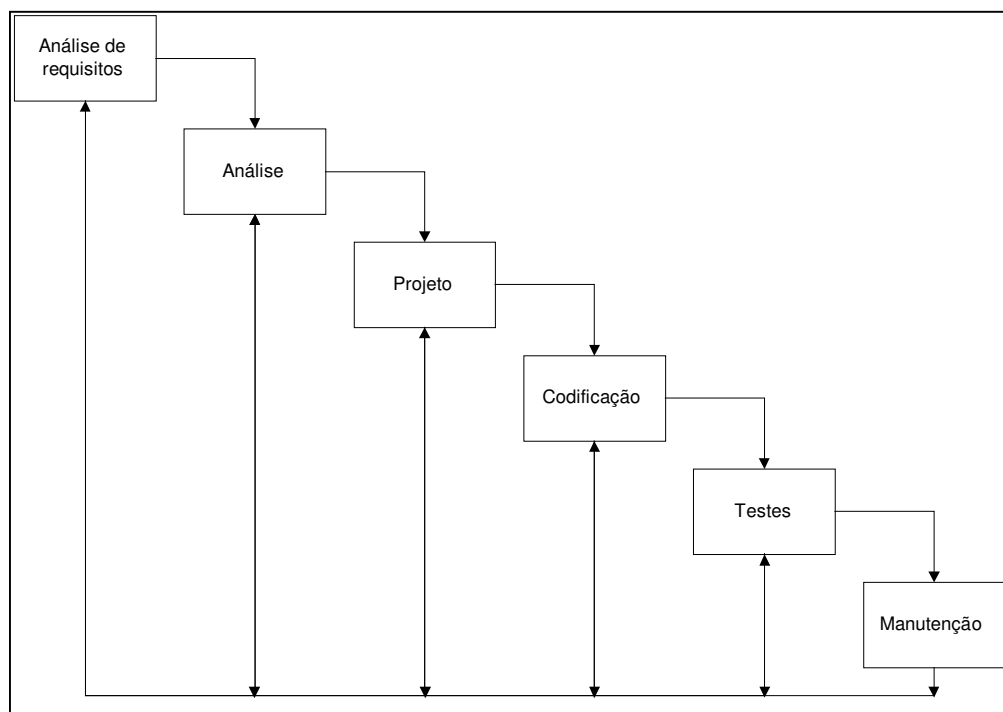 Análise de
requisitos
Análise
Projeto
Codificação
Testes
Manutenção